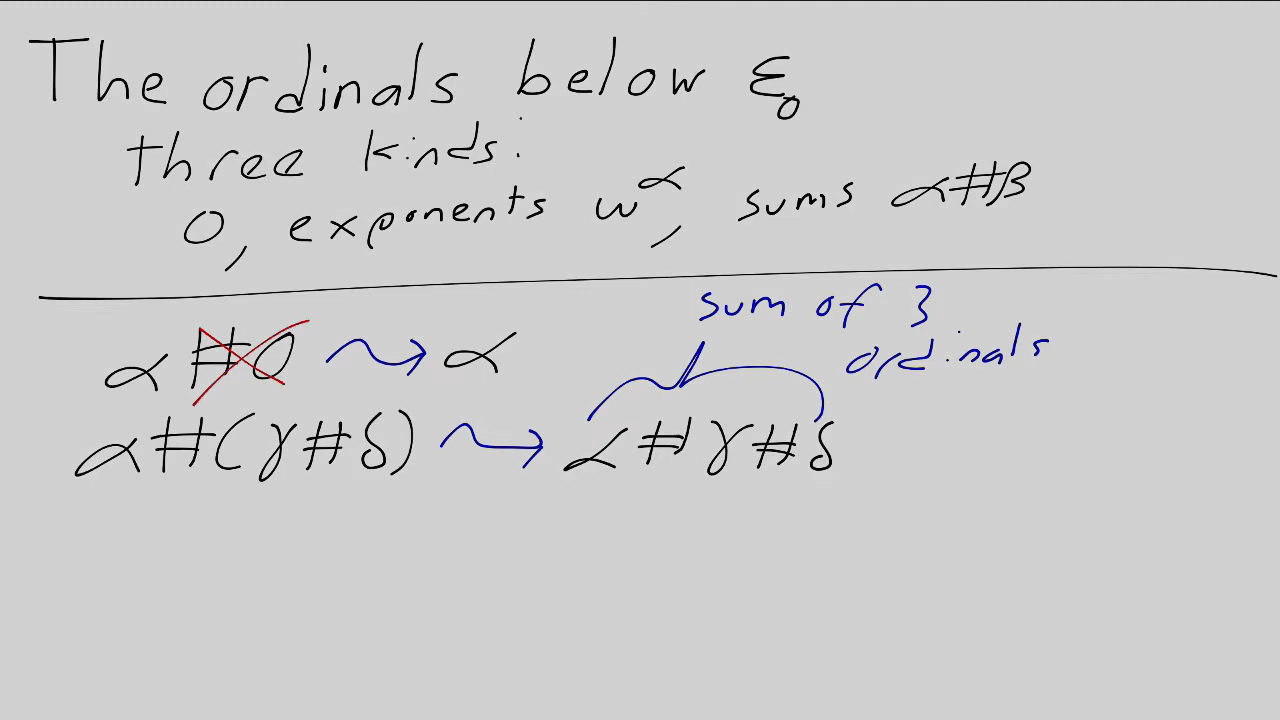 The ordinals below ε₀
three kinds:
0, exponents w^α, sums α#β
sum of 3
ordinals
α #0 ⇝ α
α#(γ#δ) ⇝ α#γ#δ